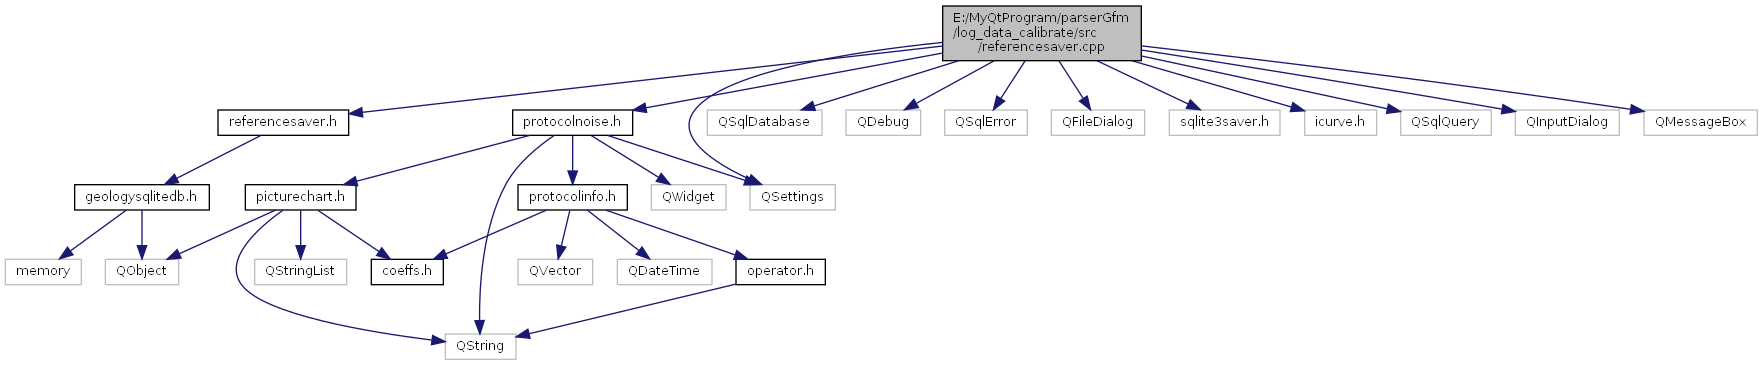 E:/MyQtProgram/parserGfm
/log_data_calibrate/src
/referencesaver.cpp
referencesaver.h
protocolnoise.h
QSqlDatabase
QDebug
QSqlError
QFileDialog
sqlite3saver.h
icurve.h
QSqlQuery
QInputDialog
QMessageBox
geologysqlitedb.h
picturechart.h
protocolinfo.h
QWidget
QSettings
memory
QObject
QStringList
coeffs.h
QVector
QDateTime
operator.h
QString